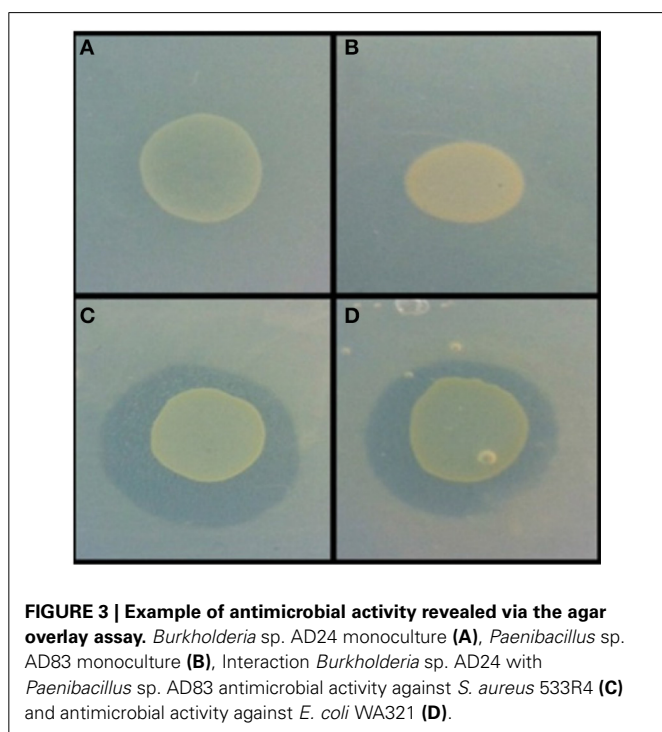 A
B
C
D
FIGURE 3 | Example of antimicrobial activity revealed via the agar
overlay assay. Burkholderia sp. AD24 monoculture (A), Paenibacillus sp.
AD83 monoculture (B), Interaction Burkholderia sp. AD24 with
Paenibacillus sp. AD83 antimicrobial activity against S. aureus 533R4 (C)
and antimicrobial activity against E. coli WA321 (D).